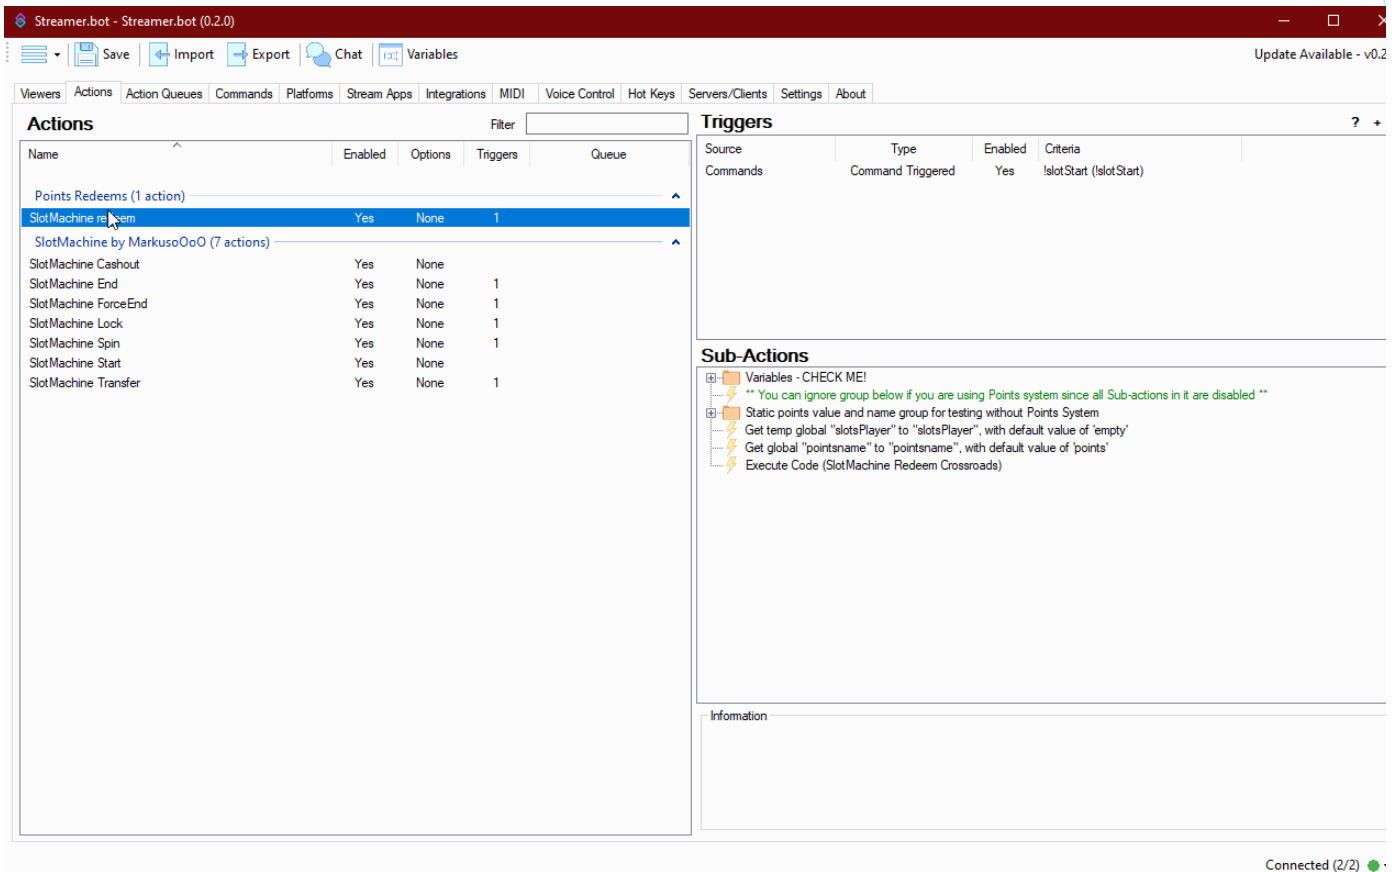 Streamer.bot - Streamer.bot (0.2.0)
Save Import Export Chat Variables Update Available - v0.2
Viewers Actions Action Queues Commands Platforms Stream Apps Integrations MIDI Voice Control Hot Keys Servers/Clients Settings About
Actions Filter
Name Enabled Options Triggers Queue
Points Redeems (1 action)
SlotMachine redeem Yes None 1
SlotMachine by MarkusoOoO (7 actions)
SlotMachine Cashout Yes None
SlotMachine End Yes None 1
SlotMachine ForceEnd Yes None 1
SlotMachine Lock Yes None 1
SlotMachine Spin Yes None 1
SlotMachine Start Yes None
SlotMachine Transfer Yes None 1
Triggers ? +
Source Type Enabled Criteria
Commands Command Triggered Yes !slotStart (!slotStart)
Sub-Actions
Variables - CHECK ME!
** You can ignore group below if you are using Points system since all Sub-actions in it are disabled **
Static points value and name group for testing without Points System
Get temp global "slotsPlayer" to "slotsPlayer", with default value of 'empty'
Get global "pointsname" to "pointsname", with default value of 'points'
Execute Code (SlotMachine Redeem Crossroads)
Information
Connected (2/2)